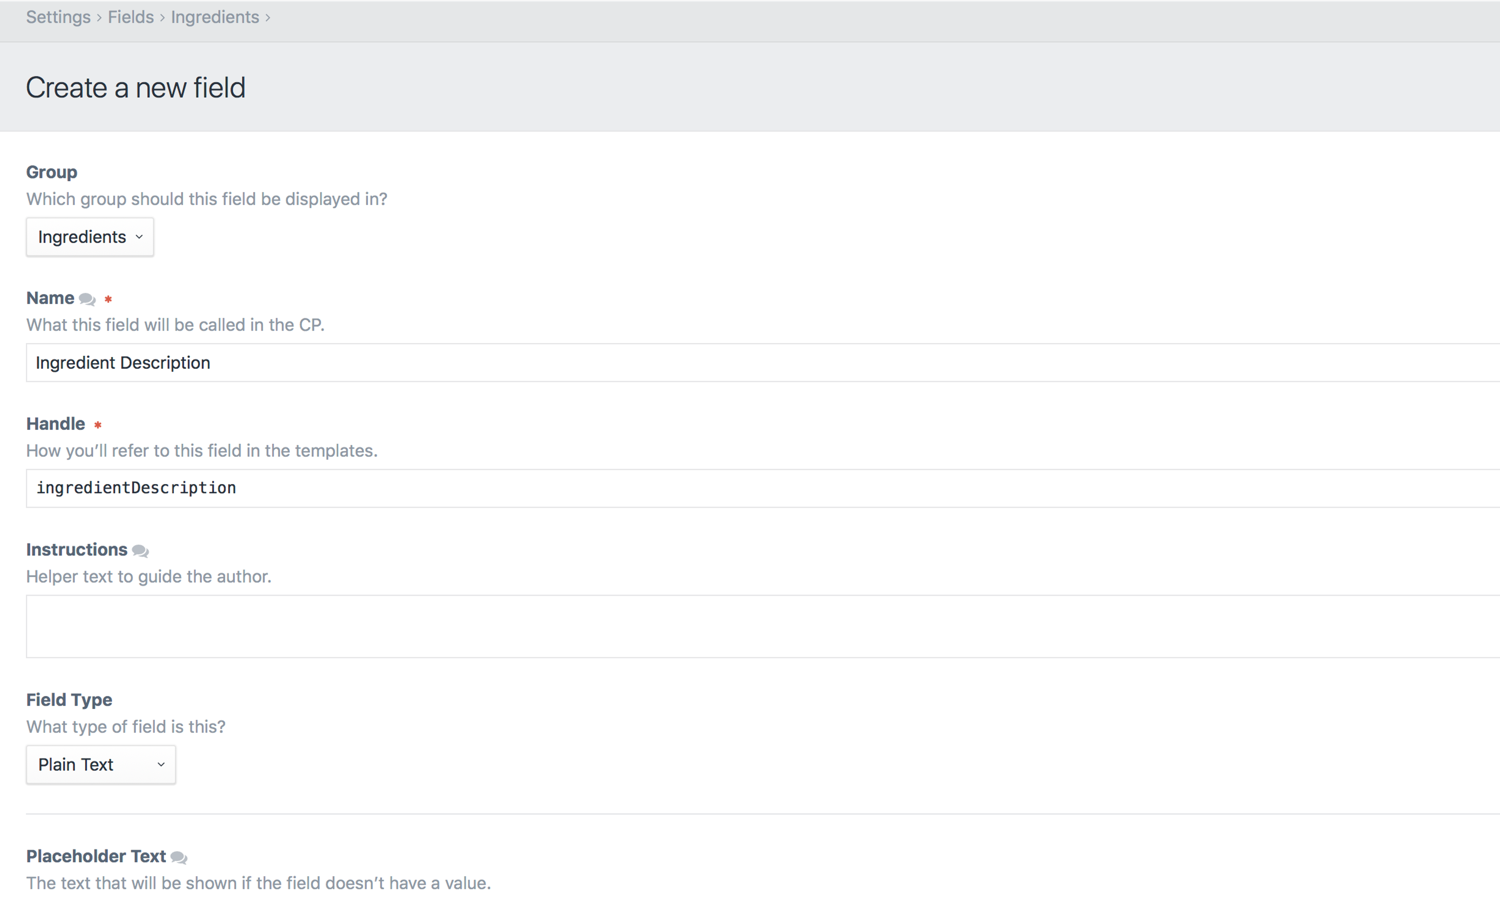 Settings › Fields › Ingredients ›
Create a new field
Group
Which group should this field be displayed in?
Ingredients
Name *
What this field will be called in the CP.
Ingredient Description
Handle *
How you’ll refer to this field in the templates.
ingredientDescription
Instructions
Helper text to guide the author.
Field Type
What type of field is this?
Plain Text
Placeholder Text
The text that will be shown if the field doesn’t have a value.